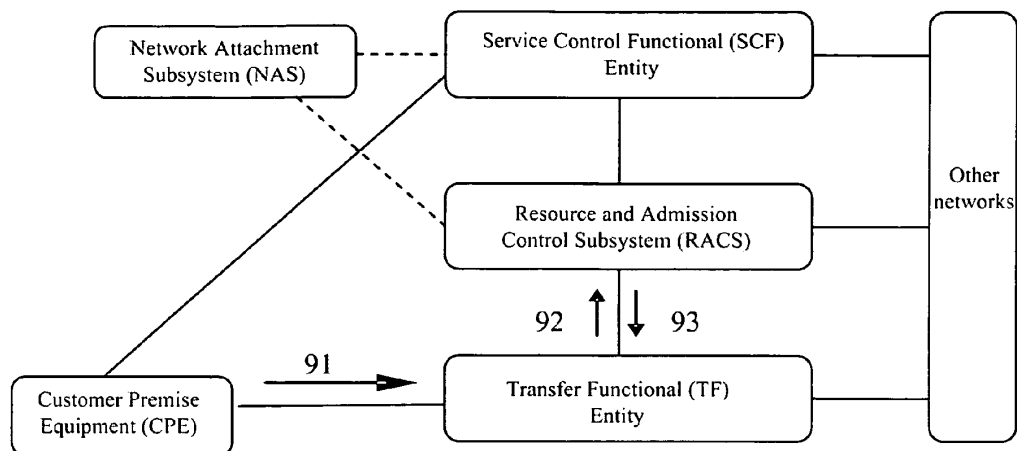 Network Attachment
Subsystem (NAS)
Service Control Functional (SCF)
Entity
Other
networks
Resource and Admission
Control Subsystem (RACS)
92
93
91
Customer Premise
Equipment (CPE)
Transfer Functional (TF)
Entity